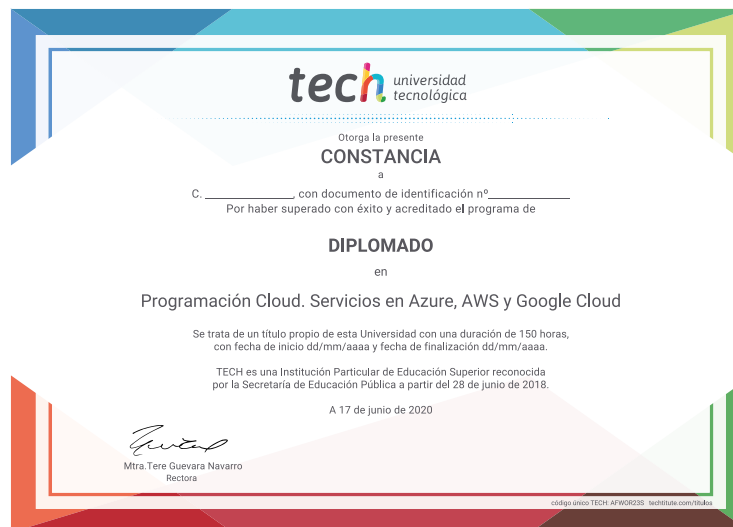 tech universidad
tecnológica
Otorga la presente
CONSTANCIA
a
C. ______________, con documento de identificación nº______________
Por haber superado con éxito y acreditado el programa de
DIPLOMADO
en
Programación Cloud. Servicios en Azure, AWS y Google Cloud
Se trata de un título propio de esta Universidad con una duración de 150 horas,
con fecha de inicio dd/mm/aaaa y fecha de finalización dd/mm/aaaa.
TECH es una Institución Particular de Educación Superior reconocida
por la Secretaría de Educación Pública a partir del 28 de junio de 2018.
A 17 de junio de 2020
Mtra.Tere Guevara Navarro
Rectora
código único TECH: AFWOR23S techtitute.com/titulos